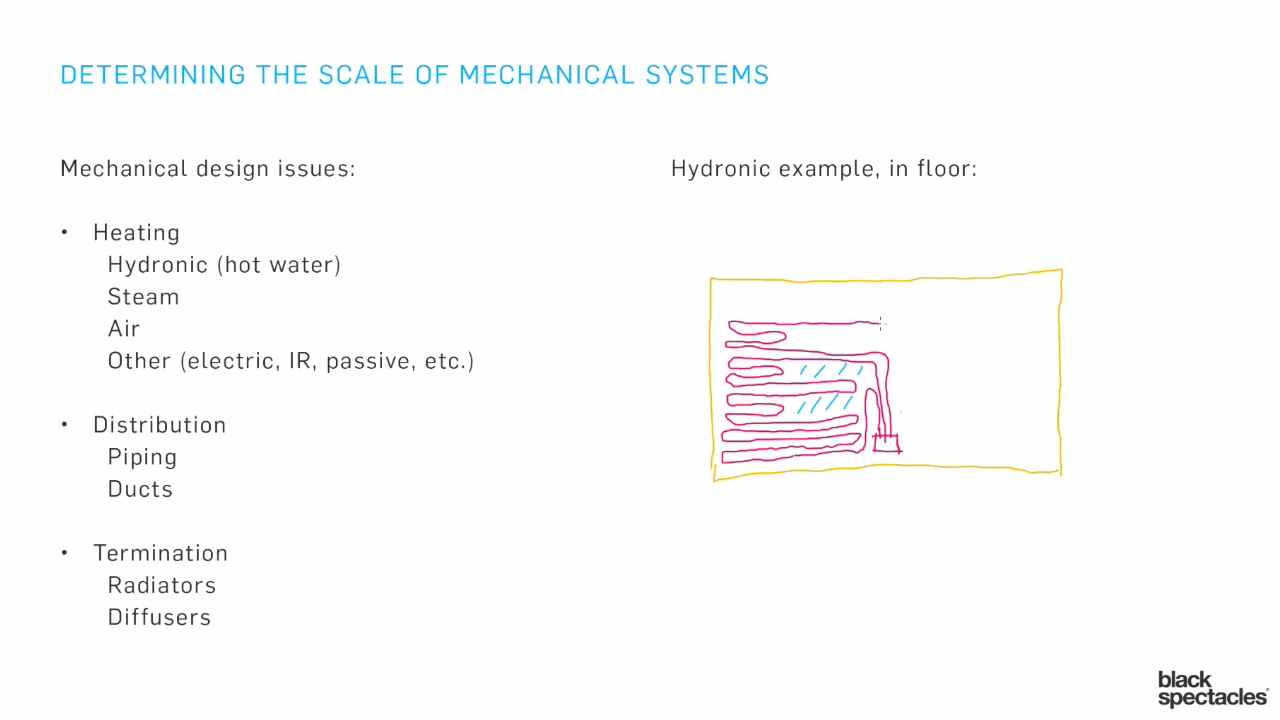 DETERMINING THE SCALE OF MECHANICAL SYSTEMS
Mechanical design issues:
• Heating
Hydronic (hot water)
Steam
Air
Other (electric, IR, passive, etc.)
• Distribution
Piping
Ducts
• Termination
Radiators
Diffusers
Hydronic example, in floor:
black
spectacles